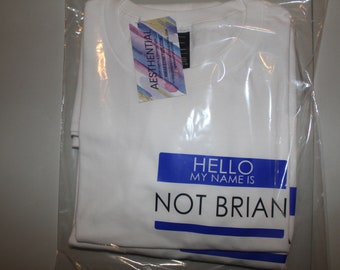 AESTHENTIAL
HELLO
MY NAME IS
NOT BRIAN